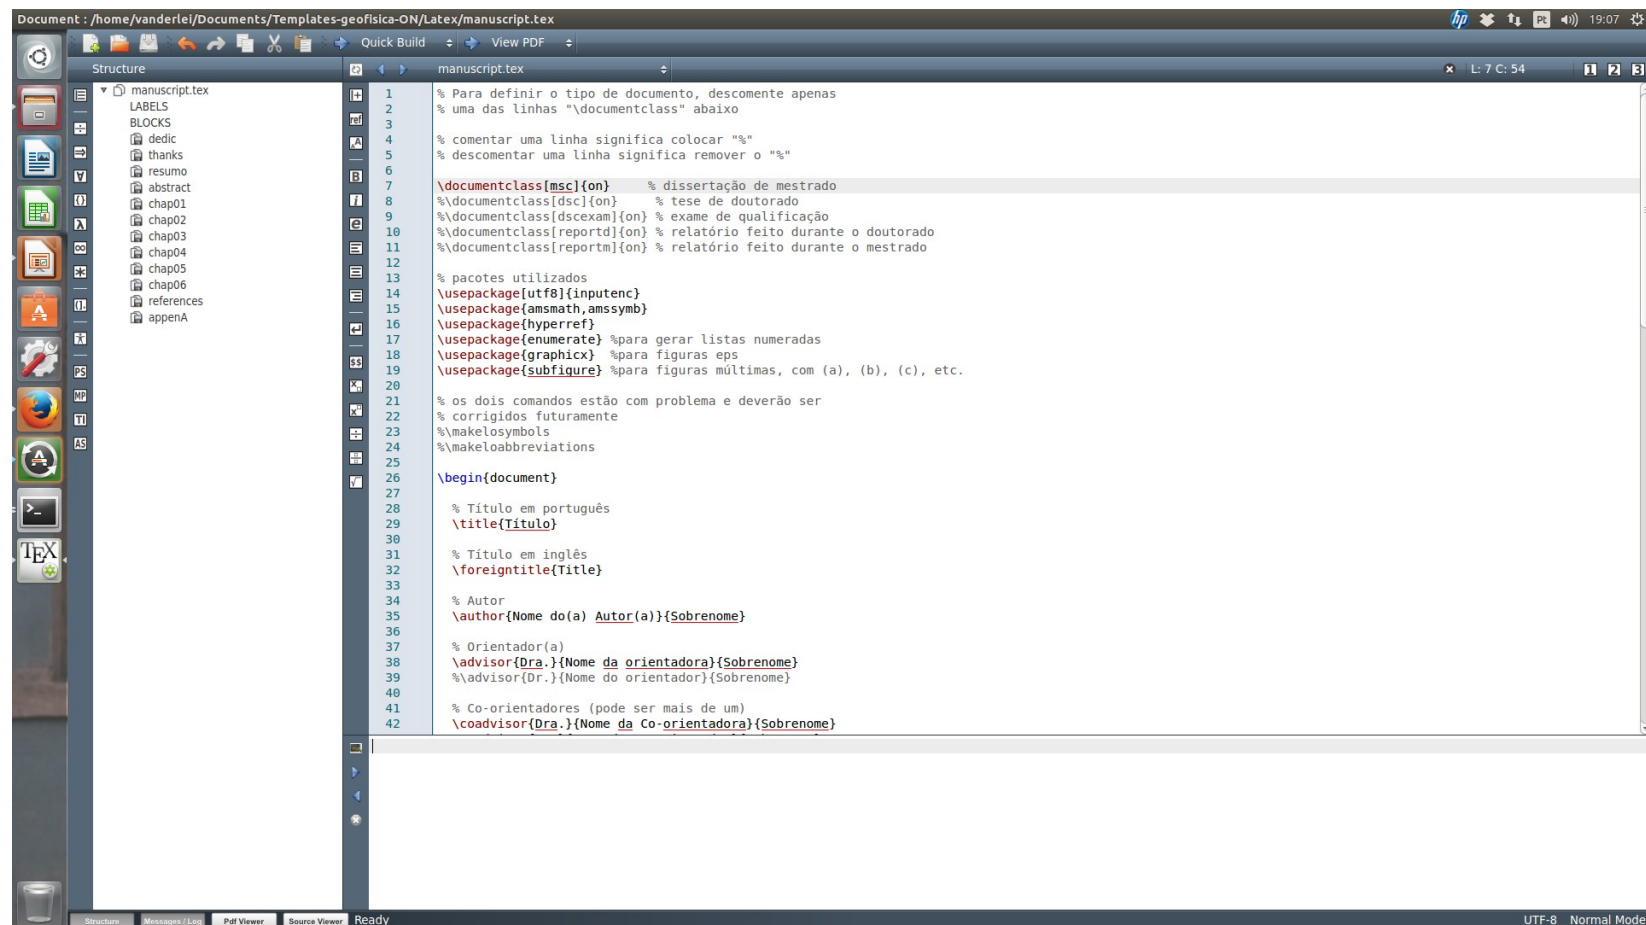 Document : /home/vanderlei/Documents/Templates-geofisica-ON/Latex/manuscript.tex
hp Pt 19:07
Quick Build View PDF
Structure manuscript.tex L: 7 C: 54 1 2 3
manuscript.tex
LABELS
BLOCKS
dedic
thanks
resumo
abstract
chap01
chap02
chap03
chap04
chap05
chap06
references
appenA
PS
MP
TI
AS
TEX
ref
B
i
e
$$
1 % Para definir o tipo de documento, descomente apenas
2 % uma das linhas "\documentclass" abaixo
3
4 % comentar uma linha significa colocar "%"
5 % descomentar uma linha significa remover o "%"
6
7 \documentclass[msc]{on}     % dissertação de mestrado
8 %\documentclass[dsc]{on}     % tese de doutorado
9 %\documentclass[dscexam]{on} % exame de qualificação
10 %\documentclass[reportd]{on} % relatório feito durante o doutorado
11 %\documentclass[reportm]{on} % relatório feito durante o mestrado
12
13 % pacotes utilizados
14 \usepackage[utf8]{inputenc}
15 \usepackage{amsmath,amssymb}
16 \usepackage{hyperref}
17 \usepackage{enumerate} %para gerar listas numeradas
18 \usepackage{graphicx}  %para figuras eps
19 \usepackage{subfigure} %para figuras múltimas, com (a), (b), (c), etc.
20
21 % os dois comandos estão com problema e deverão ser
22 % corrigidos futuramente
23 %\makelosymbols
24 %\makeloabbreviations
25
26 \begin{document}
27
28 % Título em português
29 \title{Título}
30
31 % Título em inglês
32 \foreigntitle{Title}
33
34 % Autor
35 \author{Nome do(a) Autor(a)}{Sobrenome}
36
37 % Orientador(a)
38 \advisor{Dra.}{Nome da orientadora}{Sobrenome}
39 %\advisor{Dr.}{Nome do orientador}{Sobrenome}
40
41 % Co-orientadores (pode ser mais de um)
42 \coadvisor{Dra.}{Nome da Co-orientadora}{Sobrenome}
Structure Messages / Log Pdf Viewer Source Viewer Ready UTF-8 Normal Mode